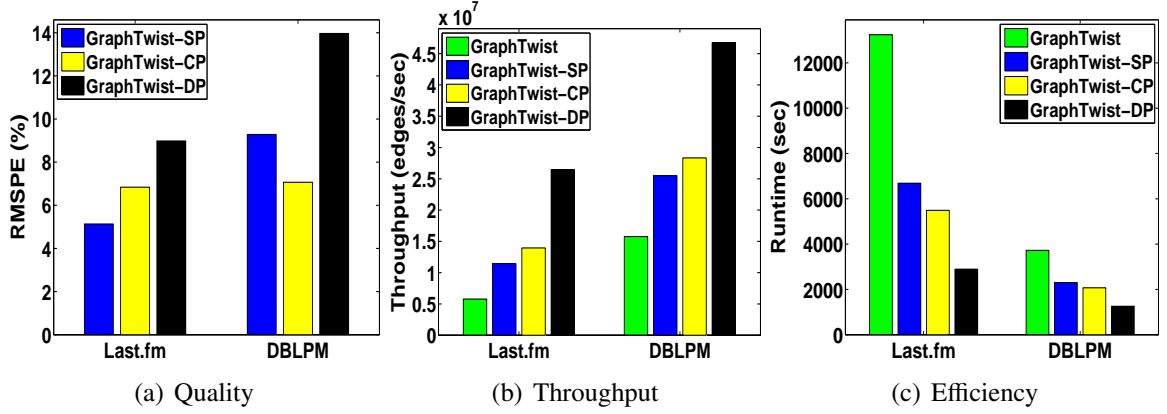 14
12
10
8
6
4
2
0
RMSPE (%)
GraphTwist-SP
GraphTwist-CP
GraphTwist-DP
Last.fm DBLPM
(a) Quality
x 10^7
4.5
4
3.5
3
2.5
2
1.5
1
0.5
0
Throughput (edges/sec)
GraphTwist
GraphTwist-SP
GraphTwist-CP
GraphTwist-DP
Last.fm DBLPM
(b) Throughput
12000
10000
8000
6000
4000
2000
0
Runtime (sec)
GraphTwist
GraphTwist-SP
GraphTwist-CP
GraphTwist-DP
Last.fm DBLPM
(c) Efficiency